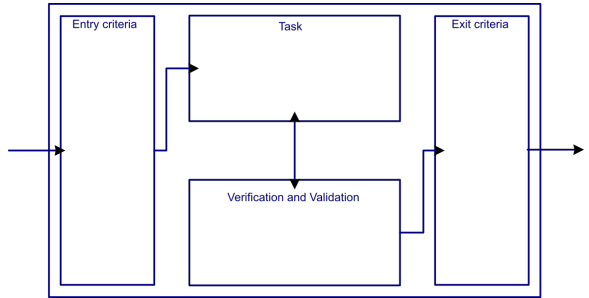 Entry criteria
Task
Exit criteria
Verification and Validation